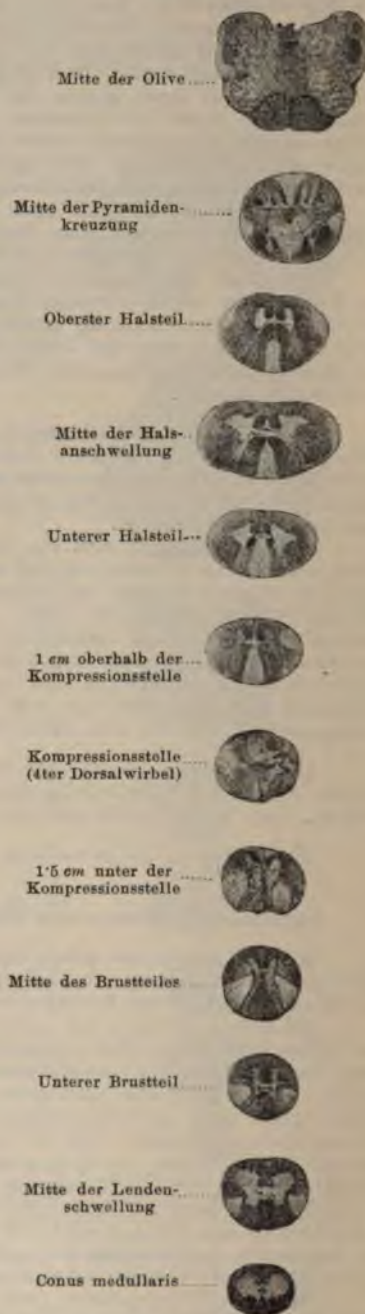 Mitte der Olive
Mitte der Pyramiden-
kreuzung
Oberster Halsteil
Mitte der Hals-
anschwellung
Unterer Halsteil
1 cm oberhalb der
Kompressionsstelle
Kompressionsstelle
(4ter Dorsalwirbel)
1·5 cm unter der
Kompressionsstelle
Mitte des Brustteiles
Unterer Brustteil
Mitte der Lenden-
schwellung
Conus medullaris